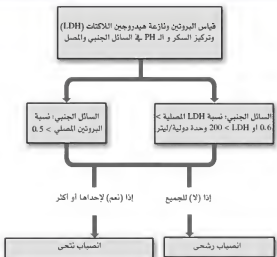 قياس البروتين ونازعة هيدروجين اللاكتات (LDH)
وتركيز السكر و الـ PH في السائل الجنبي والمصل
السائل الجنبي: نسبة LDH المصلية >
0.6 او LDH > 200 وحدة دولية/ليتر
السائل الجنبي: نسبة
البروتين المصلي > 0.5
إذا (لا) للجميع
إذا (نعم) لإحداها أو أكثر
انصباب رشحي
انصباب نتحي